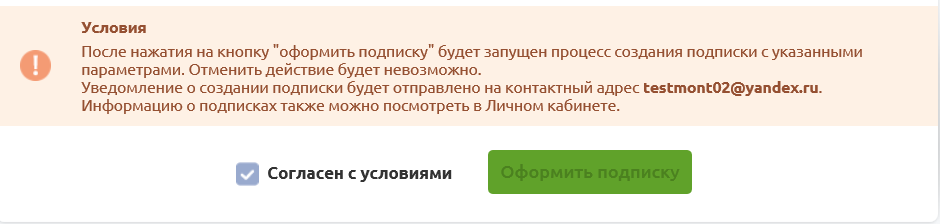 Условия
После нажатия на кнопку "оформить подписку" будет запущен процесс создания подписки с указанными
параметрами. Отменить действие будет невозможно.
Уведомление о создании подписки будет отправлено на контактный адрес testmont02@yandex.ru.
Информацию о подписках также можно посмотреть в Личном кабинете.
Согласен с условиями
Оформить подписку